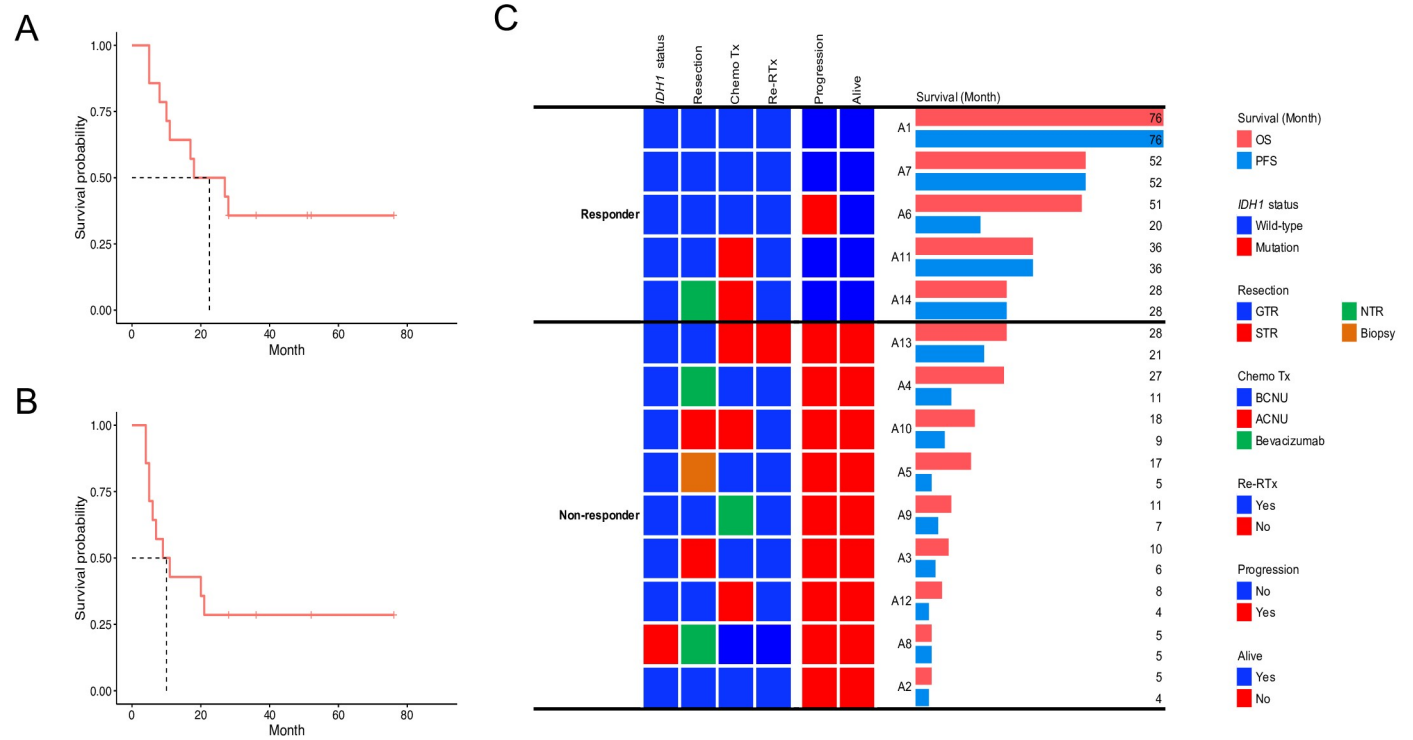 A
1.00
0.75
0.50
0.25
0.00
Survival probability
0 20 40 60 80
Month
B
1.00
0.75
0.50
0.25
0.00
Survival probability
0 20 40 60 80
Month
C
IDH1 status
Resection
Chemo Tx
Re-RTx
Progression
Alive
Survival (Month)
Responder
A1 76
76
A7 52
52
A6 51
20
A11 36
36
A14 28
28
Non-responder
A13 28
21
A4 27
11
A10 18
9
A5 17
5
A9 11
7
A3 10
6
A12 8
4
A8 5
5
A2 5
4
Survival (Month)
OS
PFS
IDH1 status
Wild-type
Mutation
Resection
GTR NTR
STR Biopsy
Chemo Tx
BCNU
ACNU
Bevacizumab
Re-RTx
Yes
No
Progression
No
Yes
Alive
Yes
No